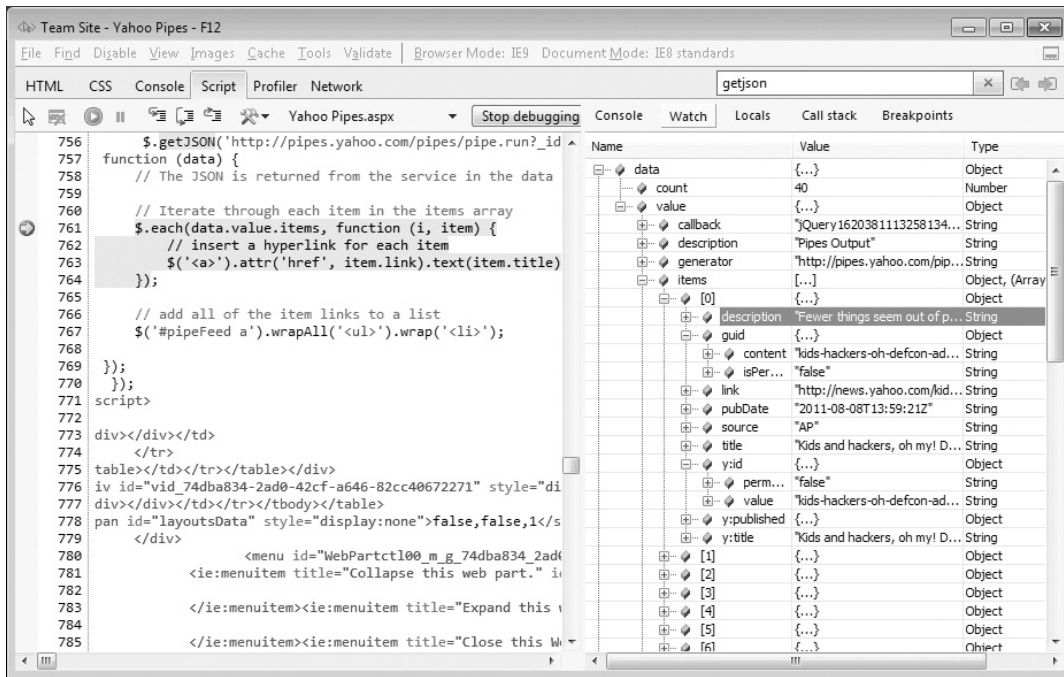 Team Site - Yahoo Pipes - F12
File Find Disable View Images Cache Tools Validate Browser Mode: IE9 Document Mode: IE8 standards
HTML CSS Console Script Profiler Network getjson
Yahoo Pipes.aspx Stop debugging Console Watch Locals Call stack Breakpoints
756 $.getJSON('http://pipes.yahoo.com/pipes/pipe.run?_id
757 function (data) {
758 // The JSON is returned from the service in the data
759
760 // Iterate through each item in the items array
761 $.each(data.value.items, function (i, item) {
762 // insert a hyperlink for each item
763 $('<a>').attr('href', item.link).text(item.title)
764 });
765
766 // add all of the item links to a list
767 $('#pipeFeed a').wrapAll('<ul>').wrap('<li>');
768
769 });
770 });
771 script>
772
773 div></div></td>
774 </tr>
775 table></td></tr></table></div>
776 iv id="vid_74dba834-2ad0-42cf-a646-82cc40672271" style="di
777 div></div></td></tr></tbody></table>
778 pan id="layoutsData" style="display:none">false,false,1</s
779 </div>
780 <menu id="WebPartctl00_m_g_74dba834_2ad0
781 <ie:menuitem title="Collapse this web part." i
782
783 </ie:menuitem><ie:menuitem title="Expand this
784
785 </ie:menuitem><ie:menuitem title="Close this We
Name Value Type
data {...} Object
count 40 Number
value {...} Object
callback "jQuery1620381113258134... String
description "Pipes Output" String
generator "http://pipes.yahoo.com/pip... String
items [...] Object, (Array
[0] {...} Object
description "Fewer things seem out of p... String
guid {...} Object
content "kids-hackers-oh-defcon-ad... String
isPer... "false" String
link "http://news.yahoo.com/kid... String
pubDate "2011-08-08T13:59:21Z" String
source "AP" String
title "Kids and hackers, oh my! D... String
y:id {...} Object
perm... "false" String
value "kids-hackers-oh-defcon-ad... String
y:published {...} Object
y:title "Kids and hackers, oh my! D... String
[1] {...} Object
[2] {...} Object
[3] {...} Object
[4] {...} Object
[5] {...} Object
[6] {...} Object